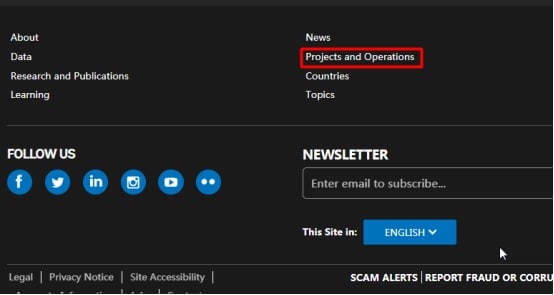 About
Data
Research and Publications
Learning
News
Projects and Operations
Countries
Topics
FOLLOW US
NEWSLETTER
Enter email to subscribe...
This Site in: ENGLISH
Legal | Privacy Notice | Site Accessibility |
SCAM ALERTS | REPORT FRAUD OR CORRU